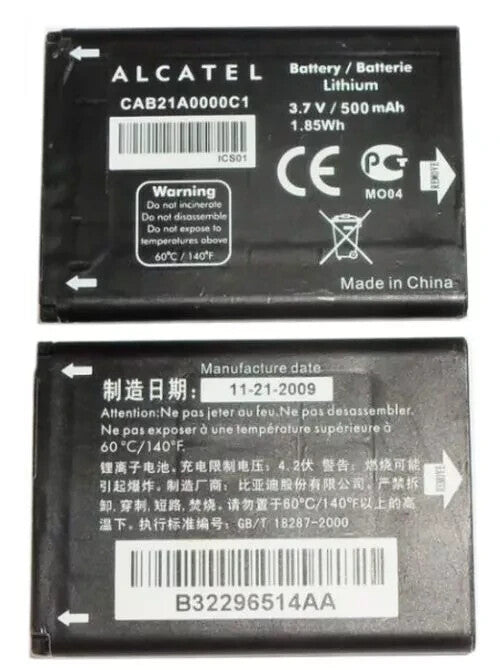 ALCATEL
CAB21A0000C1
ICS01
Battery / Batterie
Lithium
3.7 V / 500 mAh
1.85Wh
Warning
Do not incinerate
Do not disassemble
Do not expose to
temperatures above
60°C / 140°F
CE
PCT
MO04
REMOVE
Made in China
Manufacture date
制造日期: 11-21-2009
Attention:Ne pas jeter au feu.Ne pas desassembler.
Ne pas exposer à une température supérieure à
60°C/140°F.
锂离子电池。充电限制电压：4.2伏 警告：燃烧可能
引起爆炸。制造厂商：比亚迪股份有限公司。禁拆
卸，穿刺，短路，焚烧。请勿置于60°C/140°F以上的高
温下。执行标准编号：GB/T 18287-2000
REMOVE
B32296514AA